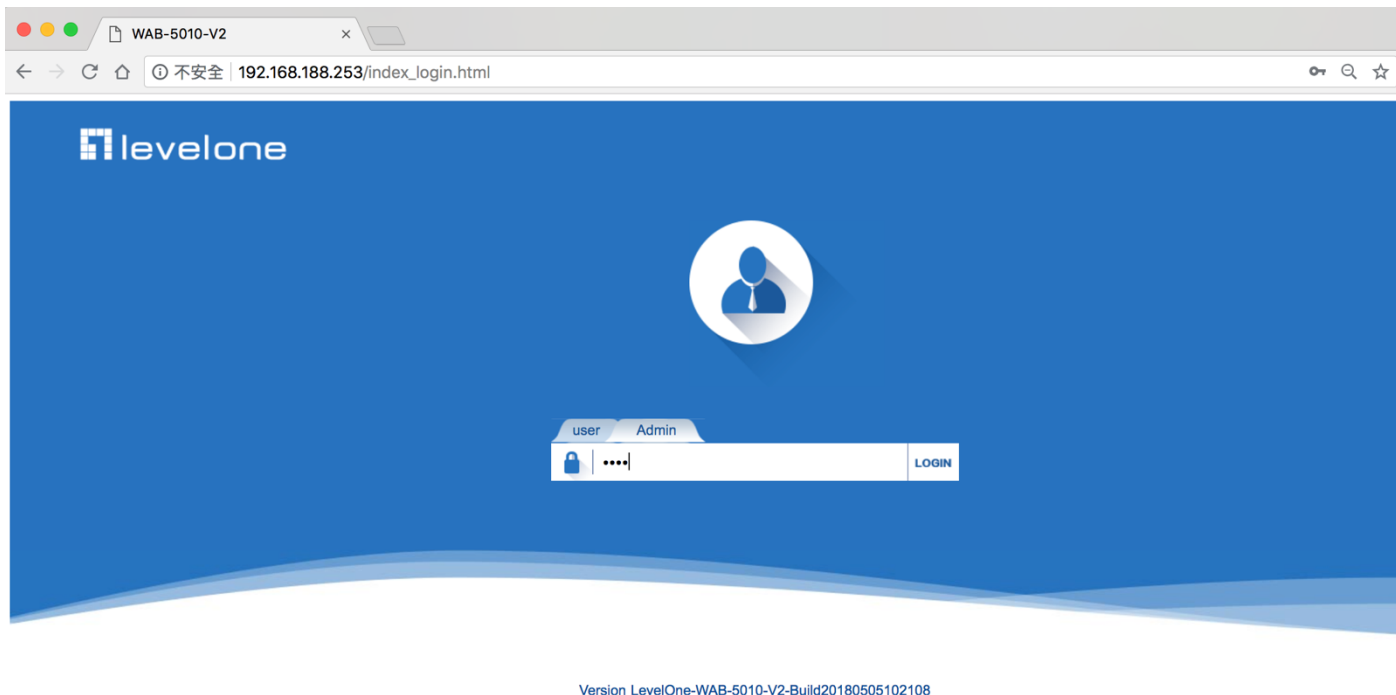 WAB-5010-V2
不安全 192.168.188.253/index_login.html
levelone
user Admin
•••• LOGIN
Version LevelOne-WAB-5010-V2-Build20180505102108